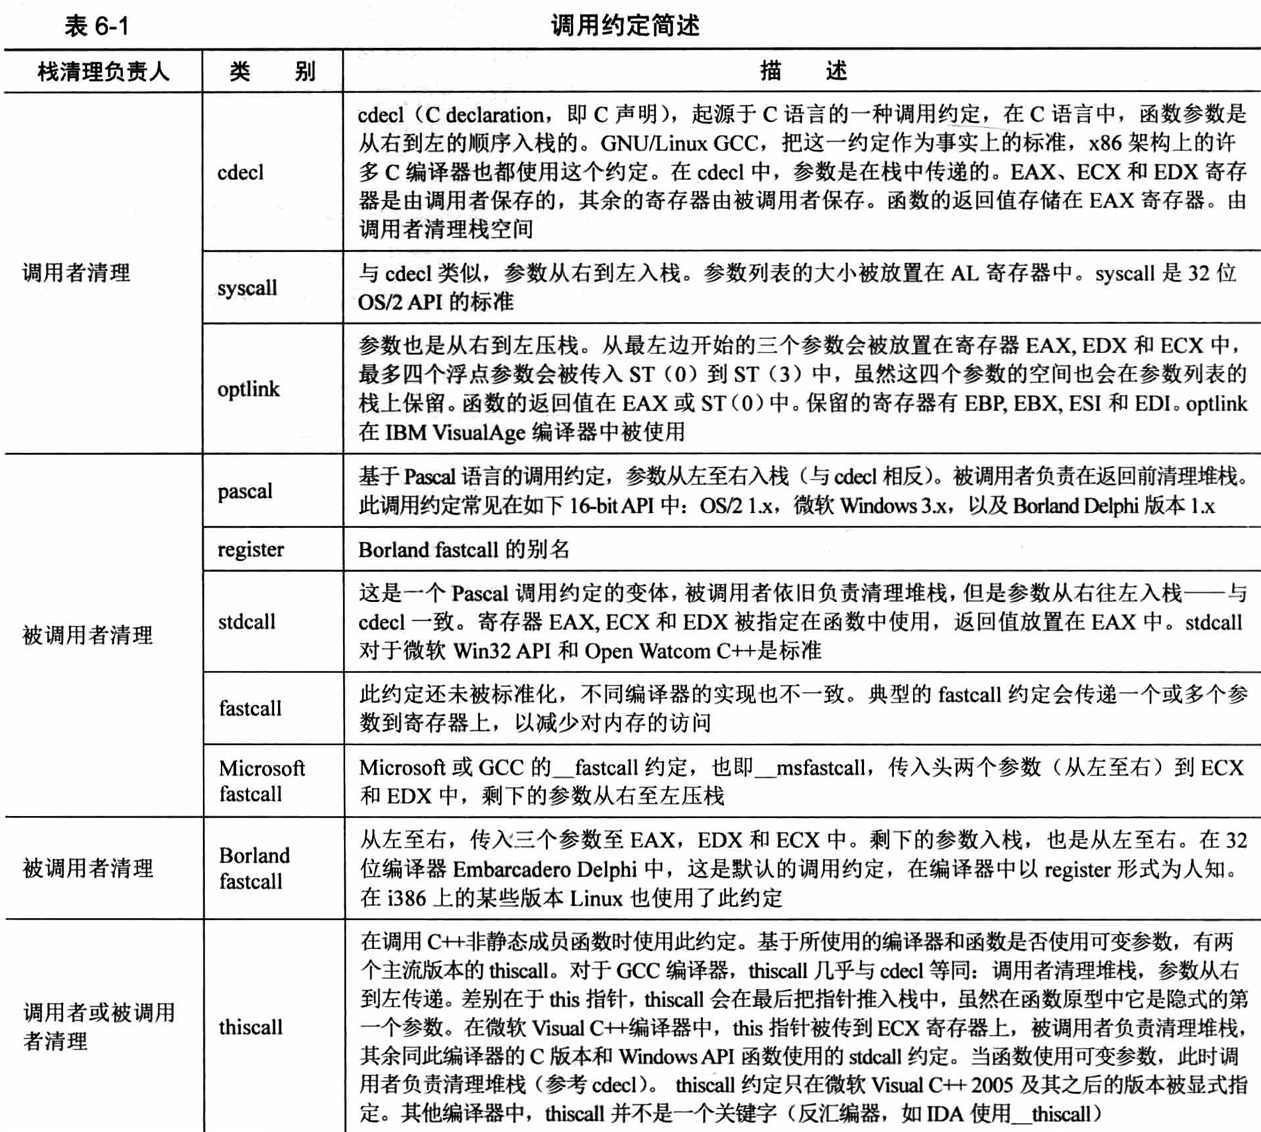 表 6-1 调用约定简述
栈清理负责人 类 别 描 述
调用者清理
cdecl
cdecl（C declaration，即 C 声明），起源于 C 语言的一种调用约定，在 C 语言中，函数参数是
从右到左的顺序入栈的。GNU/Linux GCC，把这一约定作为事实上的标准，x86 架构上的许
多 C 编译器也都使用这个约定。在 cdecl 中，参数是在栈中传递的。EAX、ECX 和 EDX 寄存
器是由调用者保存的，其余的寄存器由被调用者保存。函数的返回值存储在 EAX 寄存器。由
调用者清理栈空间
syscall
与 cdecl 类似，参数从右到左入栈。参数列表的大小被放置在 AL 寄存器中。syscall 是 32 位
OS/2 API 的标准
optlink
参数也是从右到左压栈。从最左边开始的三个参数会被放置在寄存器 EAX, EDX 和 ECX 中，
最多四个浮点参数会被传入 ST（0）到 ST（3）中，虽然这四个参数的空间也会在参数列表的
栈上保留。函数的返回值在 EAX 或 ST（0）中。保留的寄存器有 EBP, EBX, ESI 和 EDI。optlink
在 IBM VisualAge 编译器中被使用
被调用者清理
pascal
基于 Pascal 语言的调用约定，参数从左至右入栈（与 cdecl 相反）。被调用者负责在返回前清理堆栈。
此调用约定常见在如下 16-bit API 中：OS/2 1.x，微软 Windows 3.x，以及 Borland Delphi 版本 1.x
register
Borland fastcall 的别名
stdcall
这是一个 Pascal 调用约定的变体，被调用者依旧负责清理堆栈，但是参数从右往左入栈——与
cdecl 一致。寄存器 EAX, ECX 和 EDX 被指定在函数中使用，返回值放置在 EAX 中。stdcall
对于微软 Win32 API 和 Open Watcom C++是标准
fastcall
此约定还未被标准化，不同编译器的实现也不一致。典型的 fastcall 约定会传递一个或多个参
数到寄存器上，以减少对内存的访问
Microsoft
fastcall
Microsoft 或 GCC 的__fastcall 约定，也即__msfastcall，传入头两个参数（从左至右）到 ECX
和 EDX 中，剩下的参数从右至左压栈
被调用者清理
Borland
fastcall
从左至右，传入三个参数至 EAX，EDX 和 ECX 中。剩下的参数入栈，也是从左至右。在 32
位编译器 Embarcadero Delphi 中，这是默认的调用约定，在编译器中以 register 形式为人知。
在 i386 上的某些版本 Linux 也使用了此约定
调用者或被调用
者清理
thiscall
在调用 C++非静态成员函数时使用此约定。基于所使用的编译器和函数是否使用可变参数，有两
个主流版本的 thiscall。对于 GCC 编译器，thiscall 几乎与 cdecl 等同：调用者清理堆栈，参数从右
到左传递。差别在于 this 指针，thiscall 会在最后把指针推入栈中，虽然在函数原型中它是隐式的第
一个参数。在微软 Visual C++编译器中，this 指针被传到 ECX 寄存器上，被调用者负责清理堆栈，
其余同此编译器的 C 版本和 Windows API 函数使用的 stdcall 约定。当函数使用可变参数，此时调
用者负责清理堆栈（参考 cdecl）。 thiscall 约定只在微软 Visual C++ 2005 及其之后的版本被显式指
定。其他编译器中，thiscall 并不是一个关键字（反汇编器，如 IDA 使用__thiscall）